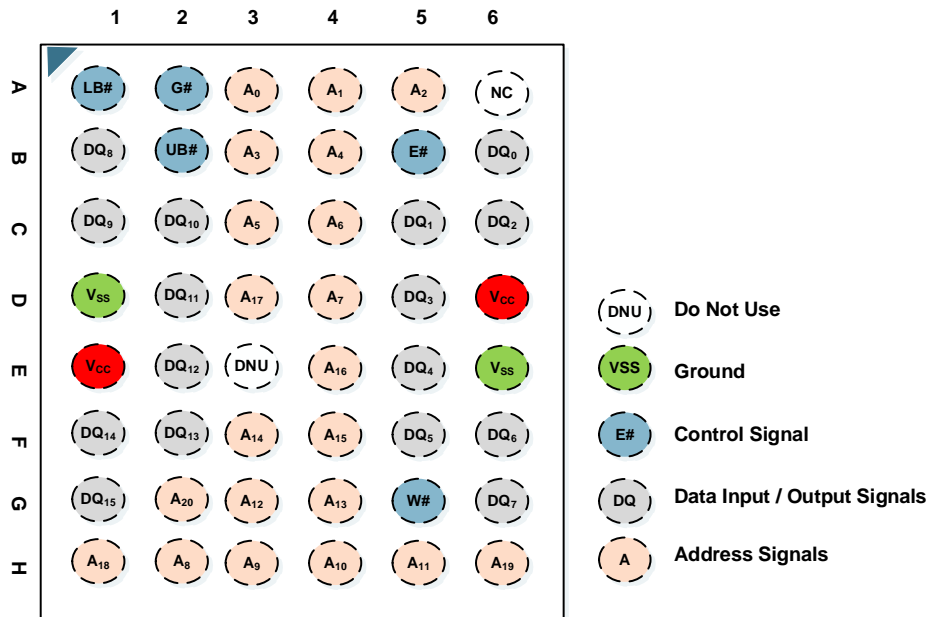 1 2 3 4 5 6
A LB# G# A0 A1 A2 NC
B DQ8 UB# A3 A4 E# DQ0
C DQ9 DQ10 A5 A6 DQ1 DQ2
D VSS DQ11 A17 A7 DQ3 VCC
E VCC DQ12 DNU A16 DQ4 VSS
F DQ14 DQ13 A14 A15 DQ5 DQ6
G DQ15 A20 A12 A13 W# DQ7
H A18 A8 A9 A10 A11 A19
DNU Do Not Use
VSS Ground
E# Control Signal
DQ Data Input / Output Signals
A Address Signals